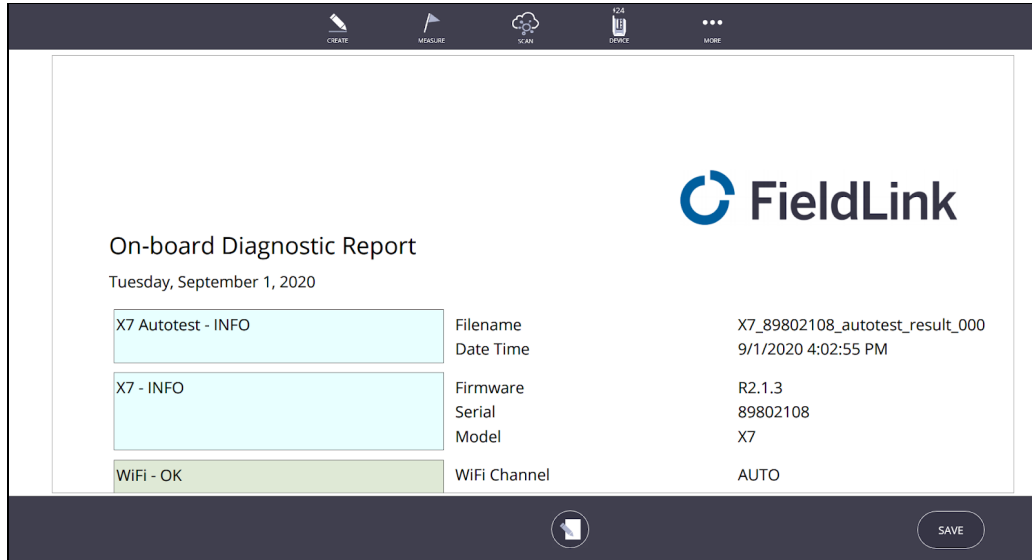 724
CREATE MEASURE SCAN DEVICE MORE
FieldLink
On-board Diagnostic Report
Tuesday, September 1, 2020
X7 Autotest - INFO Filename X7_89802108_autotest_result_000
Date Time 9/1/2020 4:02:55 PM
X7 - INFO Firmware R2.1.3
Serial 89802108
Model X7
WiFi - OK WiFi Channel AUTO
SAVE